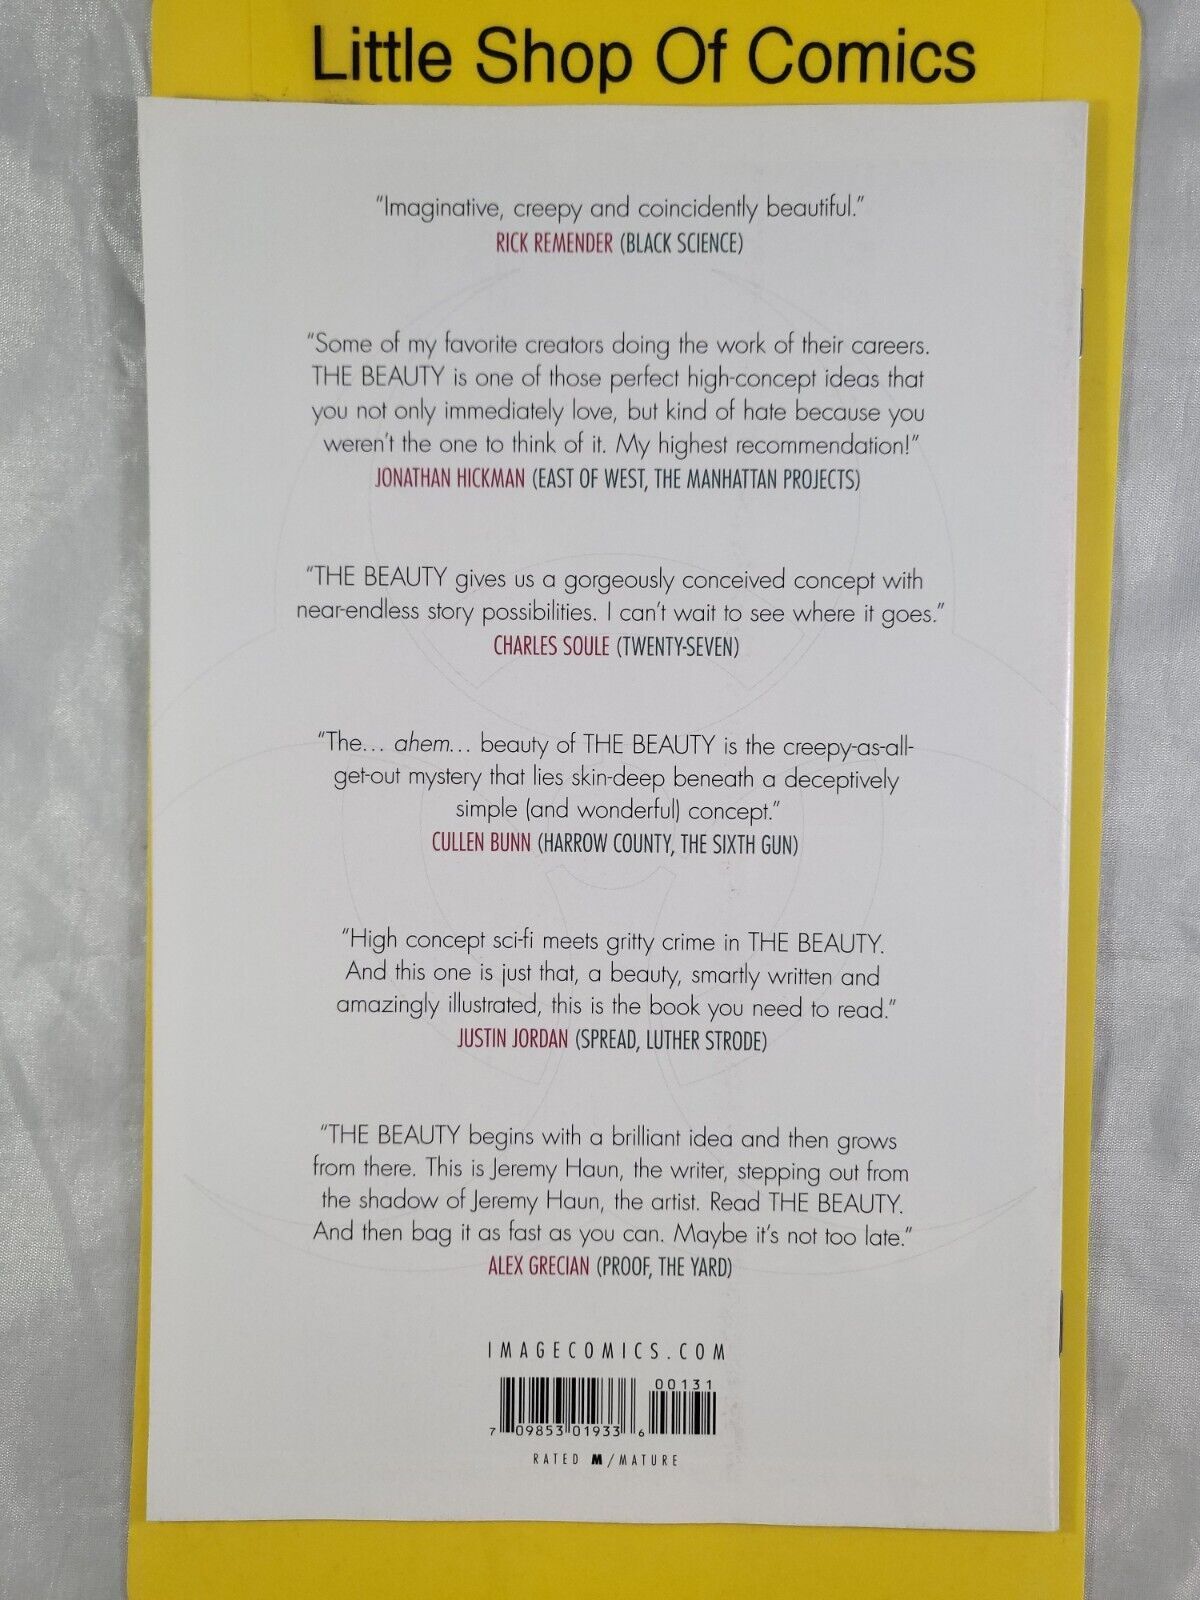 Little Shop Of Comics
"Imaginative, creepy and coincidently beautiful."
RICK REMENDER (BLACK SCIENCE)
"Some of my favorite creators doing the work of their careers.
THE BEAUTY is one of those perfect high-concept ideas that
you not only immediately love, but kind of hate because you
weren't the one to think of it. My highest recommendation!"
JONATHAN HICKMAN (EAST OF WEST, THE MANHATTAN PROJECTS)
"THE BEAUTY gives us a gorgeously conceived concept with
near-endless story possibilities. I can't wait to see where it goes."
CHARLES SOULE (TWENTY-SEVEN)
"The... ahem... beauty of THE BEAUTY is the creepy-as-all-
get-out mystery that lies skin-deep beneath a deceptively
simple (and wonderful) concept."
CULLEN BUNN (HARROW COUNTY, THE SIXTH GUN)
"High concept sci-fi meets gritty crime in THE BEAUTY.
And this one is just that, a beauty, smartly written and
amazingly illustrated, this is the book you need to read."
JUSTIN JORDAN (SPREAD, LUTHER STRODE)
"THE BEAUTY begins with a brilliant idea and then grows
from there. This is Jeremy Haun, the writer, stepping out from
the shadow of Jeremy Haun, the artist. Read THE BEAUTY.
And then bag it as fast as you can. Maybe it's not too late."
ALEX GRECIAN (PROOF, THE YARD)
IMAGECOMICS.COM
00131
7 09853 01933 6
RATED M/MATURE